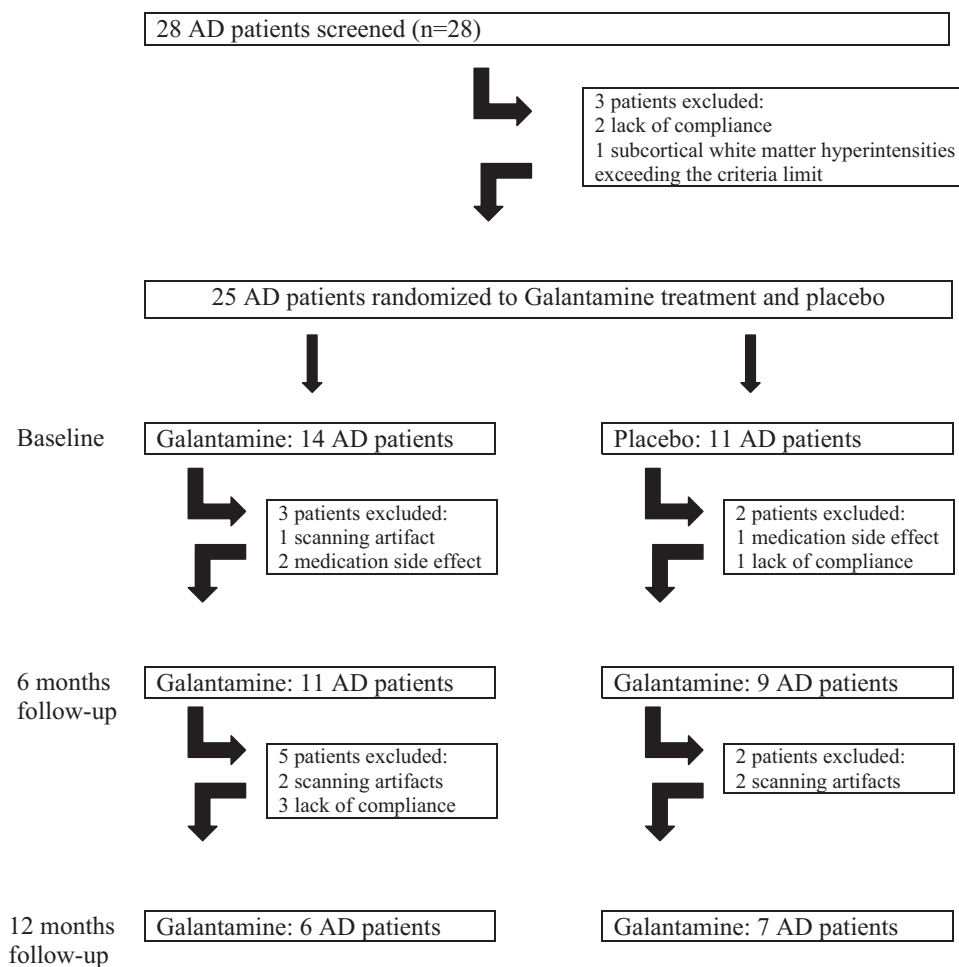 28 AD patients screened (n=28)
3 patients excluded:
2 lack of compliance
1 subcortical white matter hyperintensities
exceeding the criteria limit
25 AD patients randomized to Galantamine treatment and placebo
Baseline
Galantamine: 14 AD patients
Placebo: 11 AD patients
3 patients excluded:
1 scanning artifact
2 medication side effect
2 patients excluded:
1 medication side effect
1 lack of compliance
6 months
follow-up
Galantamine: 11 AD patients
Galantamine: 9 AD patients
5 patients excluded:
2 scanning artifacts
3 lack of compliance
2 patients excluded:
2 scanning artifacts
12 months
follow-up
Galantamine: 6 AD patients
Galantamine: 7 AD patients